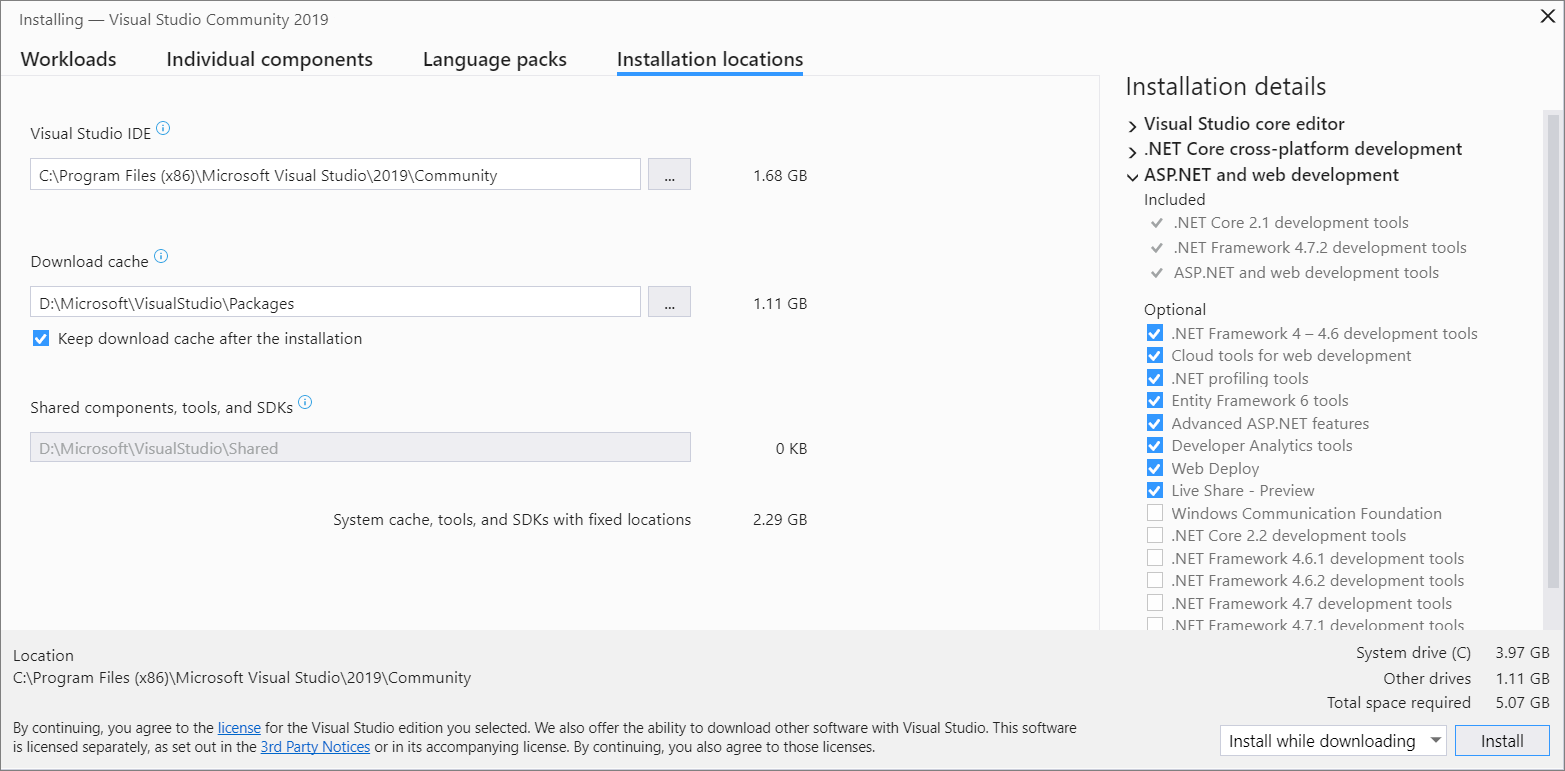 Installing — Visual Studio Community 2019
Workloads
Individual components
Language packs
Installation locations
Visual Studio IDE
C:\Program Files (x86)\Microsoft Visual Studio\2019\Community
...
1.68 GB
Download cache
D:\Microsoft\VisualStudio\Packages
...
1.11 GB
Keep download cache after the installation
Shared components, tools, and SDKs
D:\Microsoft\VisualStudio\Shared
0 KB
System cache, tools, and SDKs with fixed locations
2.29 GB
Installation details
Visual Studio core editor
.NET Core cross-platform development
ASP.NET and web development
Included
.NET Core 2.1 development tools
.NET Framework 4.7.2 development tools
ASP.NET and web development tools
Optional
.NET Framework 4 – 4.6 development tools
Cloud tools for web development
.NET profiling tools
Entity Framework 6 tools
Advanced ASP.NET features
Developer Analytics tools
Web Deploy
Live Share - Preview
Windows Communication Foundation
.NET Core 2.2 development tools
.NET Framework 4.6.1 development tools
.NET Framework 4.6.2 development tools
.NET Framework 4.7 development tools
.NET Framework 4.7.1 development tools
Location
C:\Program Files (x86)\Microsoft Visual Studio\2019\Community
System drive (C) 3.97 GB
Other drives 1.11 GB
Total space required 5.07 GB
By continuing, you agree to the license for the Visual Studio edition you selected. We also offer the ability to download other software with Visual Studio. This software
is licensed separately, as set out in the 3rd Party Notices or in its accompanying license. By continuing, you also agree to those licenses.
Install while downloading
Install